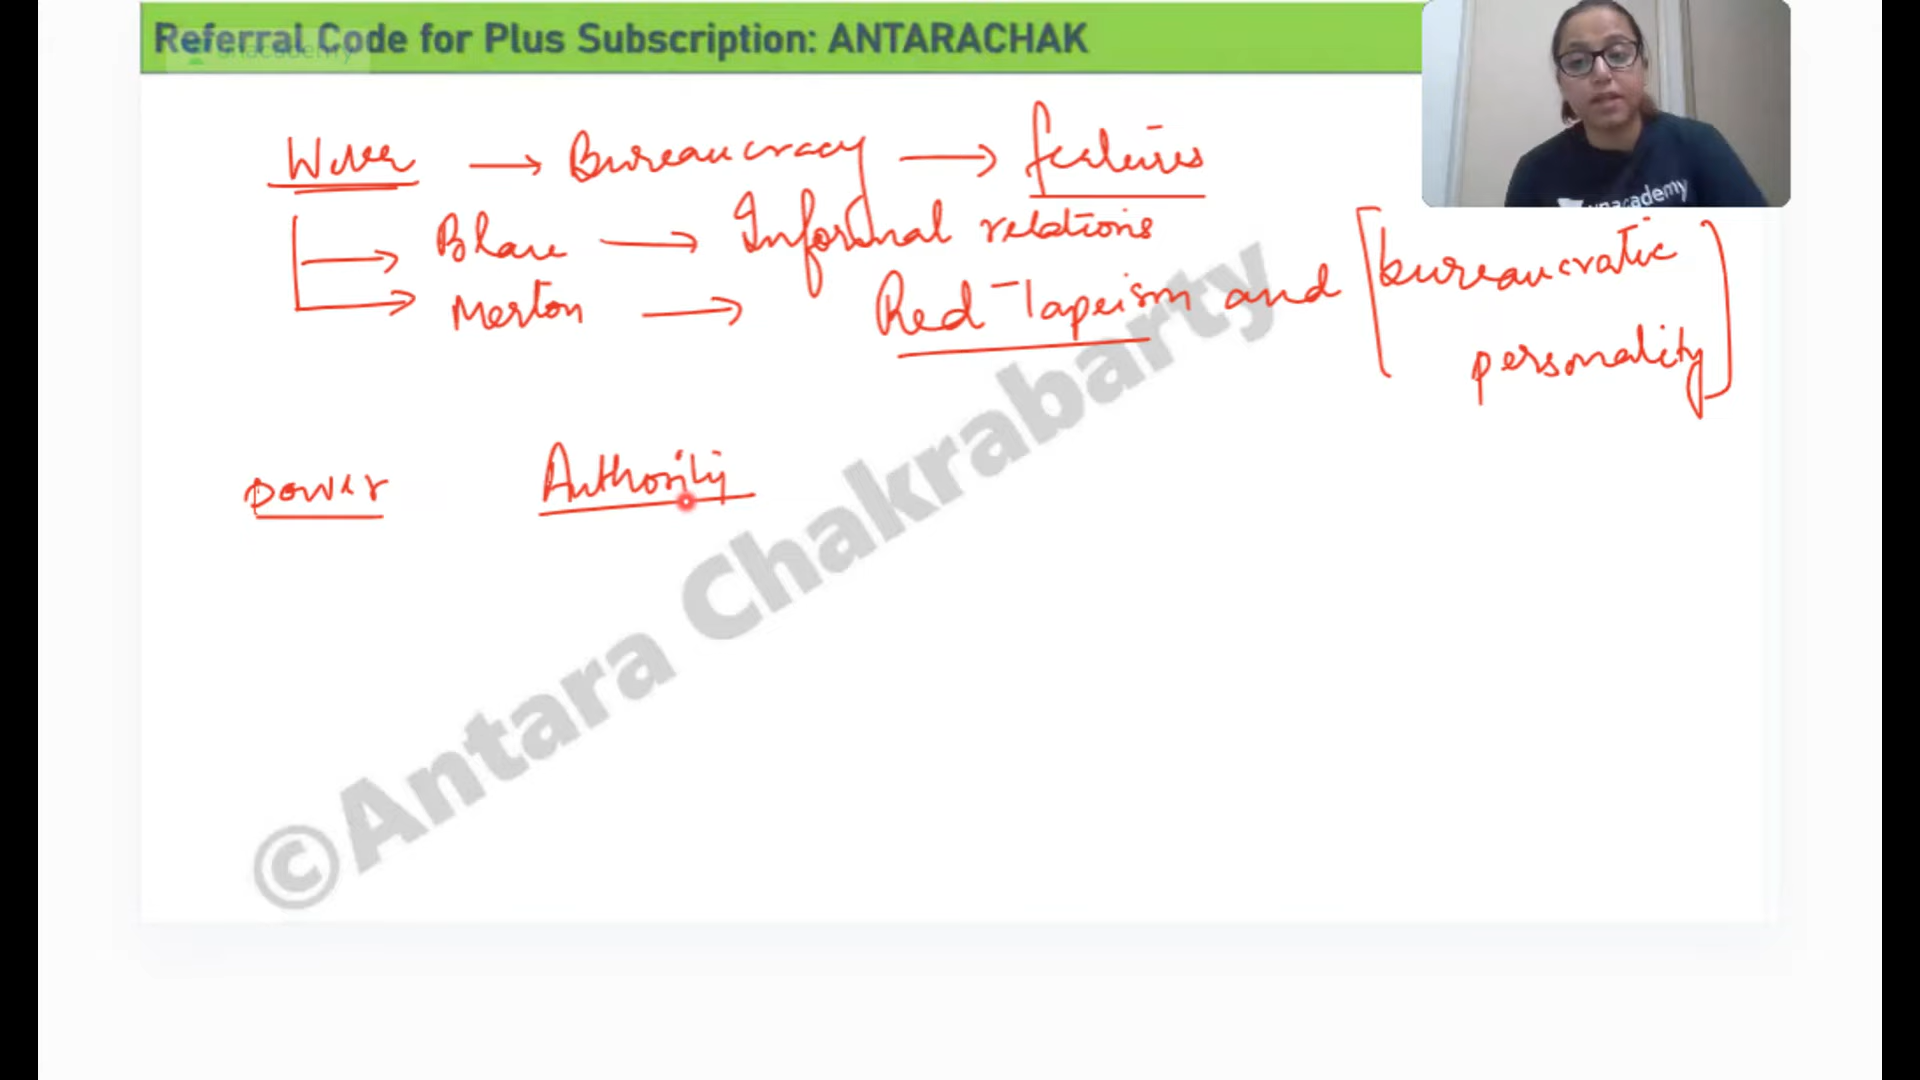 Referral Code for Plus Subscription: ANTARACHAK
unacademy
Weber → Bureaucracy → features
→ Blau → Informal relations
→ Merton → Red-Tapeism and [bureaucratic
personality]
power Authority
©Antara Chakrabarty
unacademy